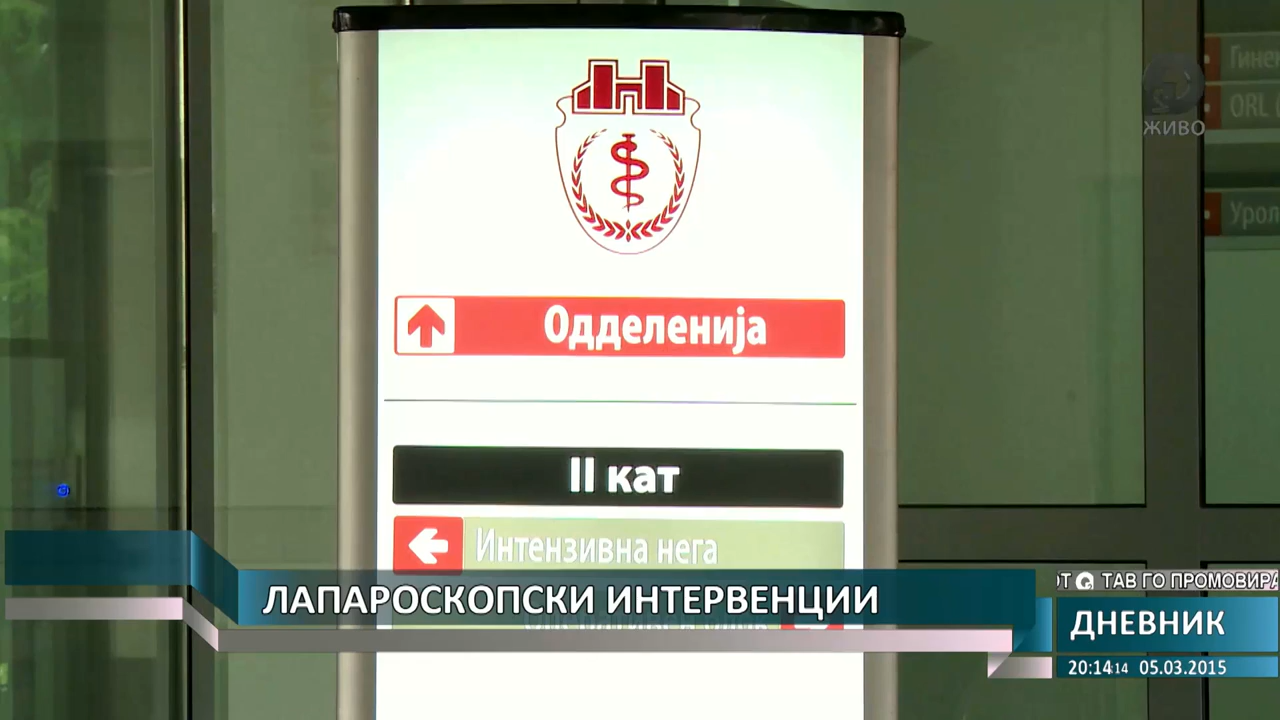 ЖИВО
ORL
Одделенија
II кат
Интензивна нега
ЛАПАРОСКОПСКИ ИНТЕРВЕНЦИИ
ТАВ ГО ПРОМОВИРА
ДНЕВНИК
20:14:14 05.03.2015